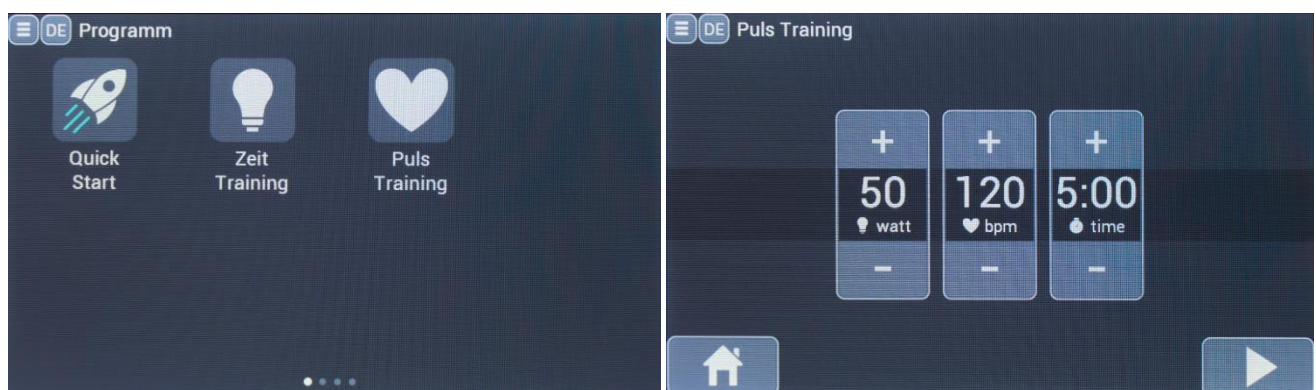 DE Programm
Quick
Start
Zeit
Training
Puls
Training
DE Puls Training
+ + +
50 120 5:00
watt bpm time
- - -